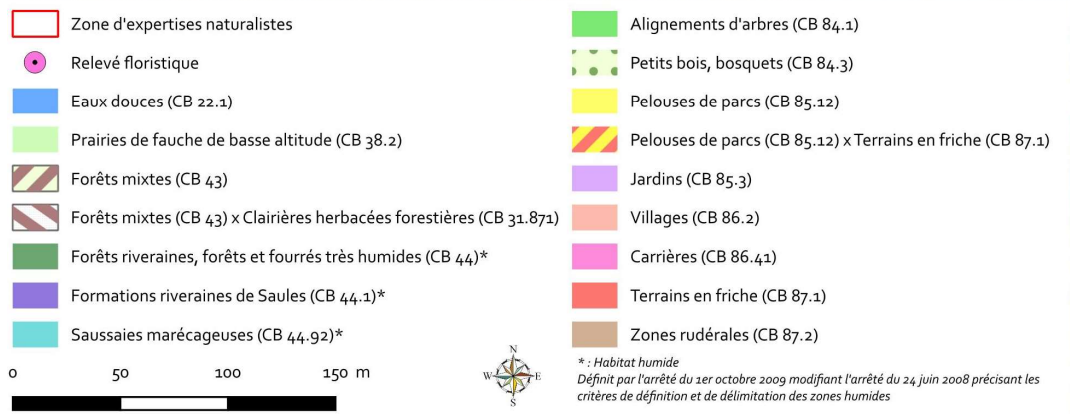 Zone d'expertises naturalistes
Relevé floristique
Eaux douces (CB 22.1)
Prairies de fauche de basse altitude (CB 38.2)
Forêts mixtes (CB 43)
Forêts mixtes (CB 43) x Clairières herbacées forestières (CB 31.871)
Forêts riveraines, forêts et fourrés très humides (CB 44)*
Formations riveraines de Saules (CB 44.1)*
Saussaies marécageuses (CB 44.92)*
0 50 100 150 m
Alignements d'arbres (CB 84.1)
Petits bois, bosquets (CB 84.3)
Pelouses de parcs (CB 85.12)
Pelouses de parcs (CB 85.12) x Terrains en friche (CB 87.1)
Jardins (CB 85.3)
Villages (CB 86.2)
Carrières (CB 86.41)
Terrains en friche (CB 87.1)
Zones rudérales (CB 87.2)
N
W E
S
* : Habitat humide
Définit par l'arrêté du 1er octobre 2009 modifiant l'arrêté du 24 juin 2008 précisant les
critères de définition et de délimitation des zones humides